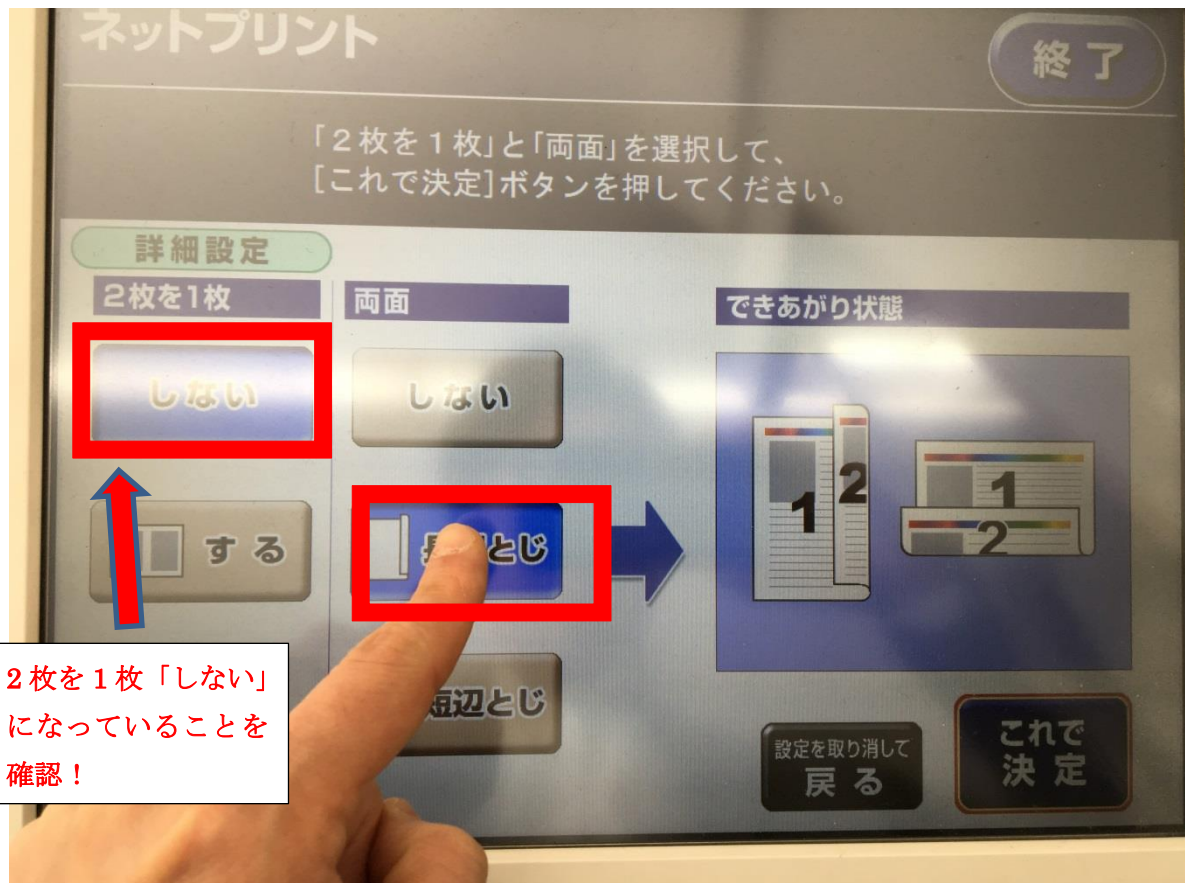 ネットプリント
終了
「2枚を1枚」と「両面」を選択して、
[これで決定]ボタンを押してください。
詳細設定
2枚を1枚
両面
できあがり状態
しない
しない
1
2
1
2
する
とじ
短辺とじ
2枚を1枚「しない」
になっていることを
確認！
設定を取り消して
戻る
これで
決定